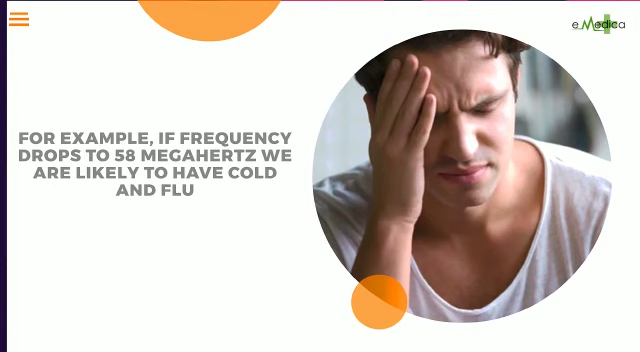 eMedica
FOR EXAMPLE, IF FREQUENCY
DROPS TO 58 MEGAHERTZ WE
ARE LIKELY TO HAVE COLD
AND FLU